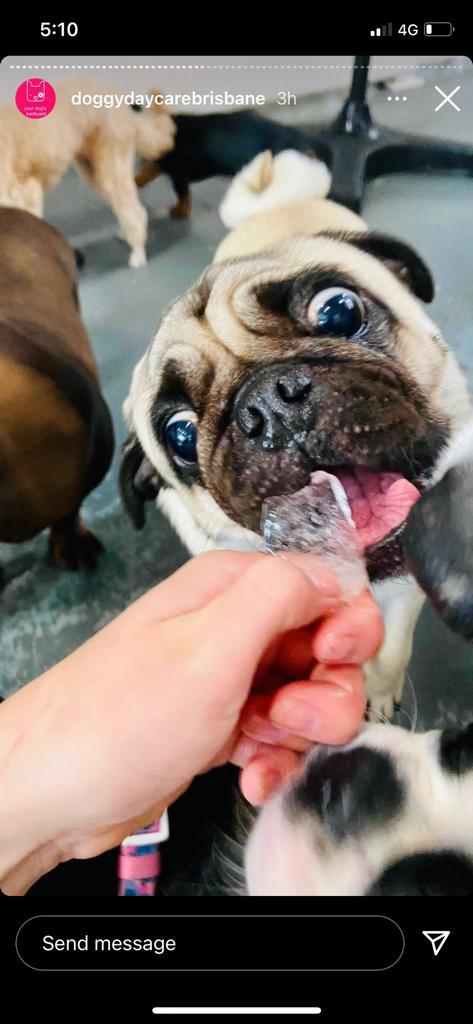 5:10
4G
doggydaycarebrisbane 3h
your dog's
backyard
Send message